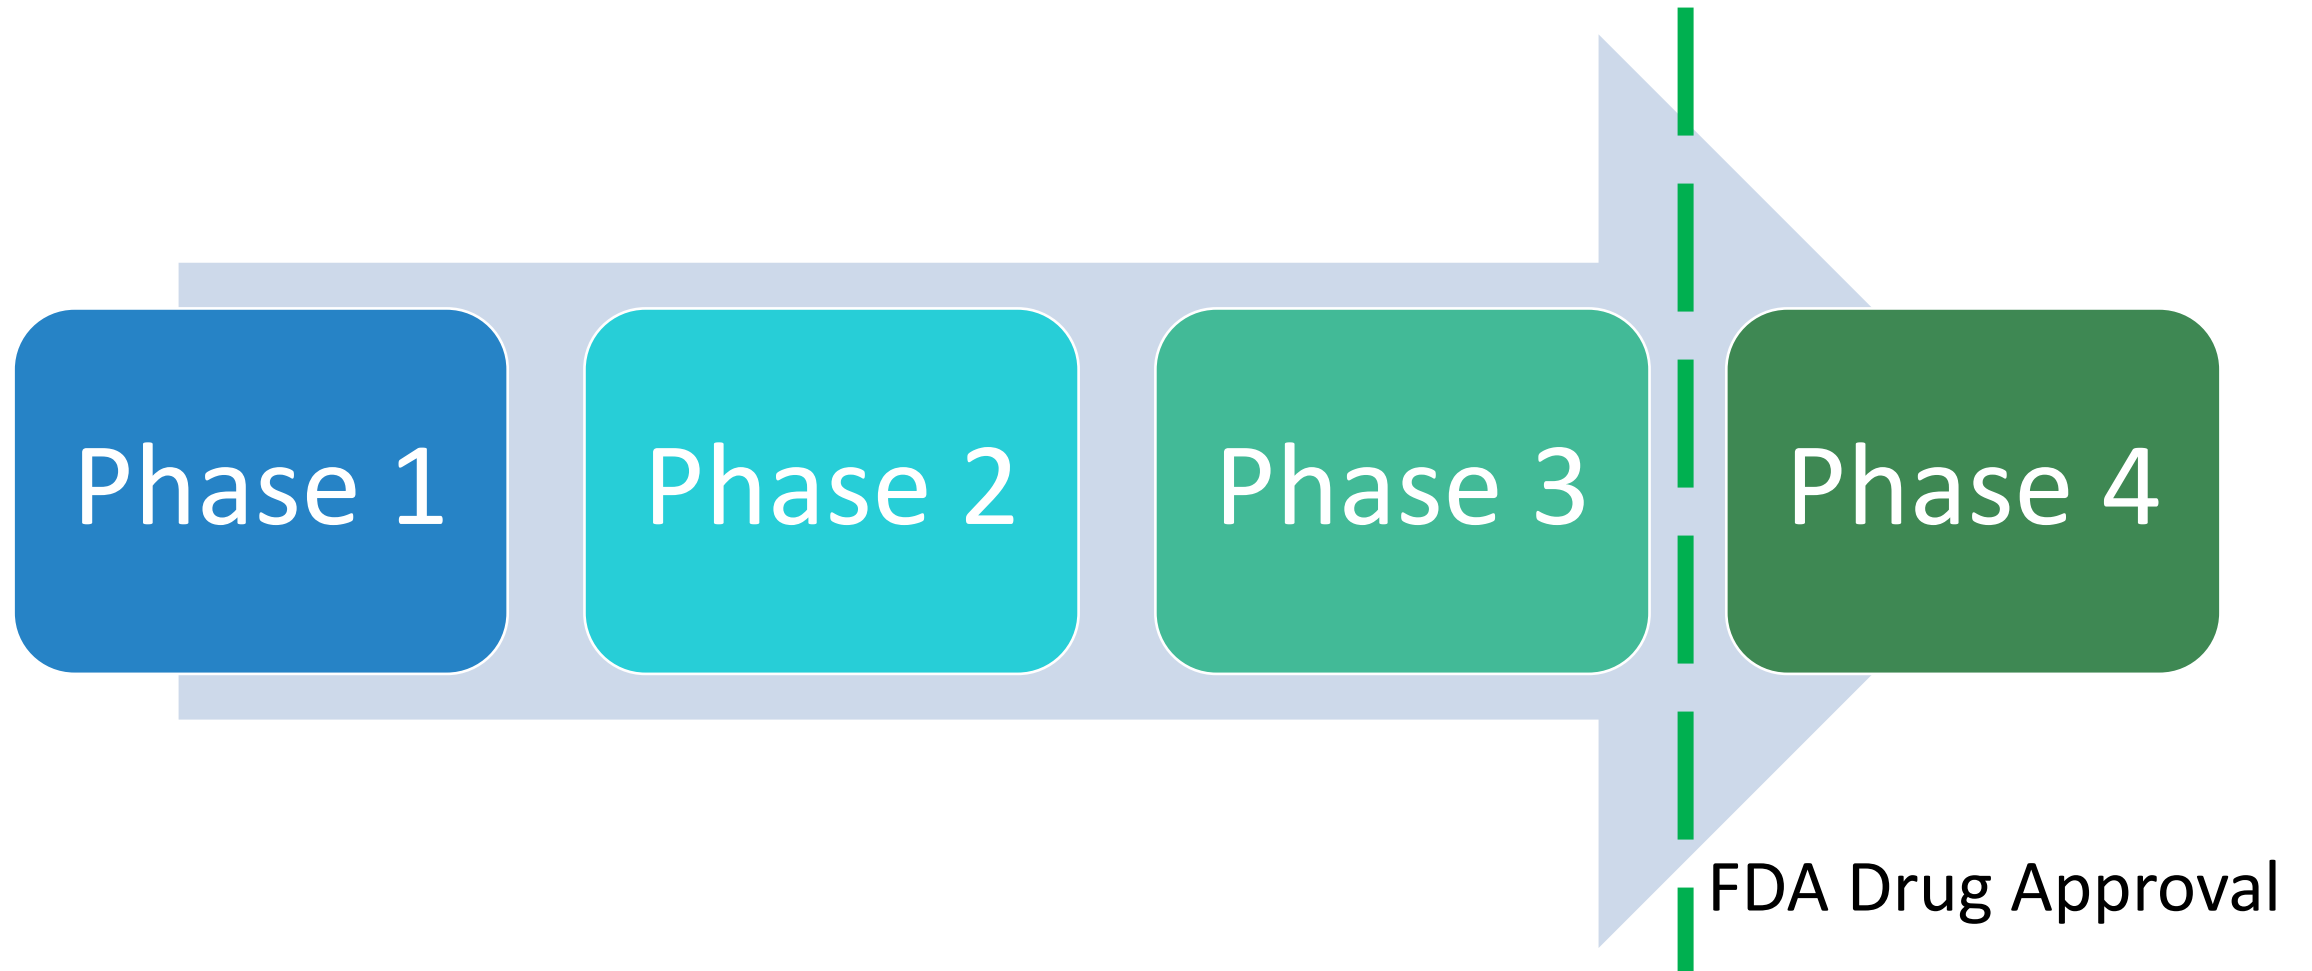 Phase 1
Phase 2
Phase 3
Phase 4
FDA Drug Approval